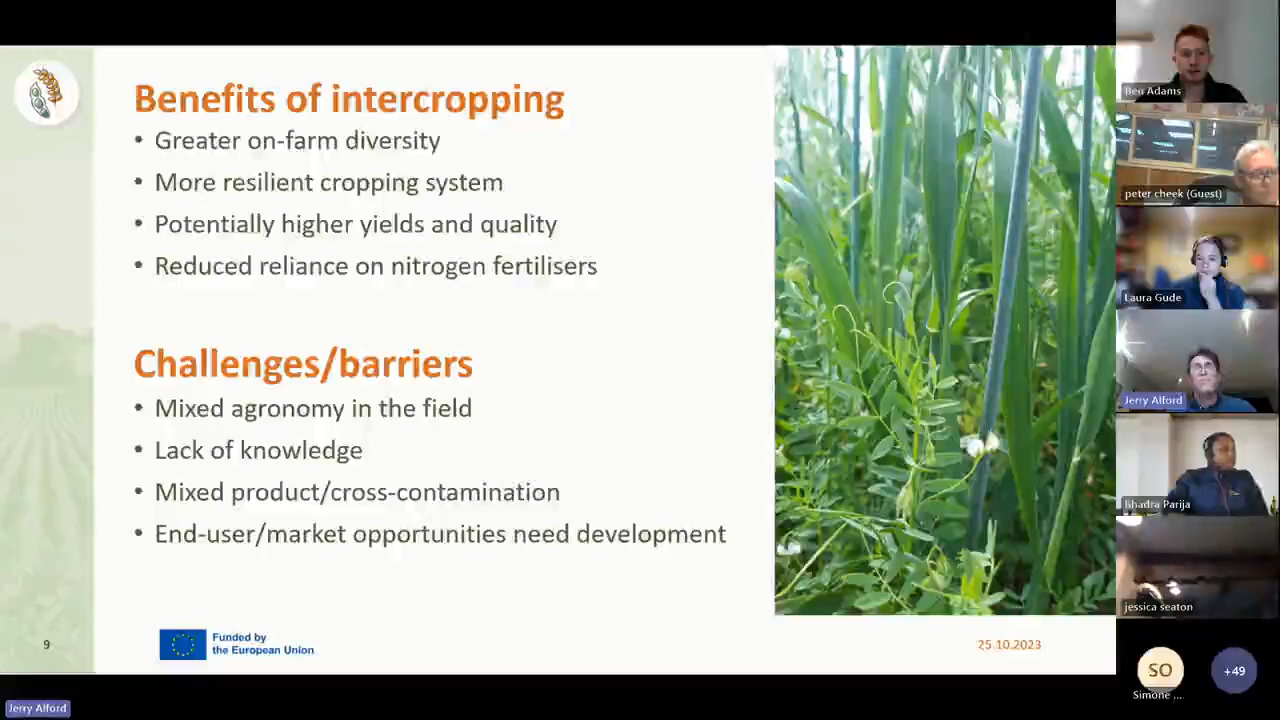 Benefits of intercropping
• Greater on-farm diversity
• More resilient cropping system
• Potentially higher yields and quality
• Reduced reliance on nitrogen fertilisers
Challenges/barriers
• Mixed agronomy in the field
• Lack of knowledge
• Mixed product/cross-contamination
• End-user/market opportunities need development
9
Funded by
the European Union
25.10.2023
Ben Adams
peter cheek (Guest)
Laura Gude
Jerry Alford
Ibhadra Parija
jessica seaton
SO
Simone ...
+49
Jerry Alford